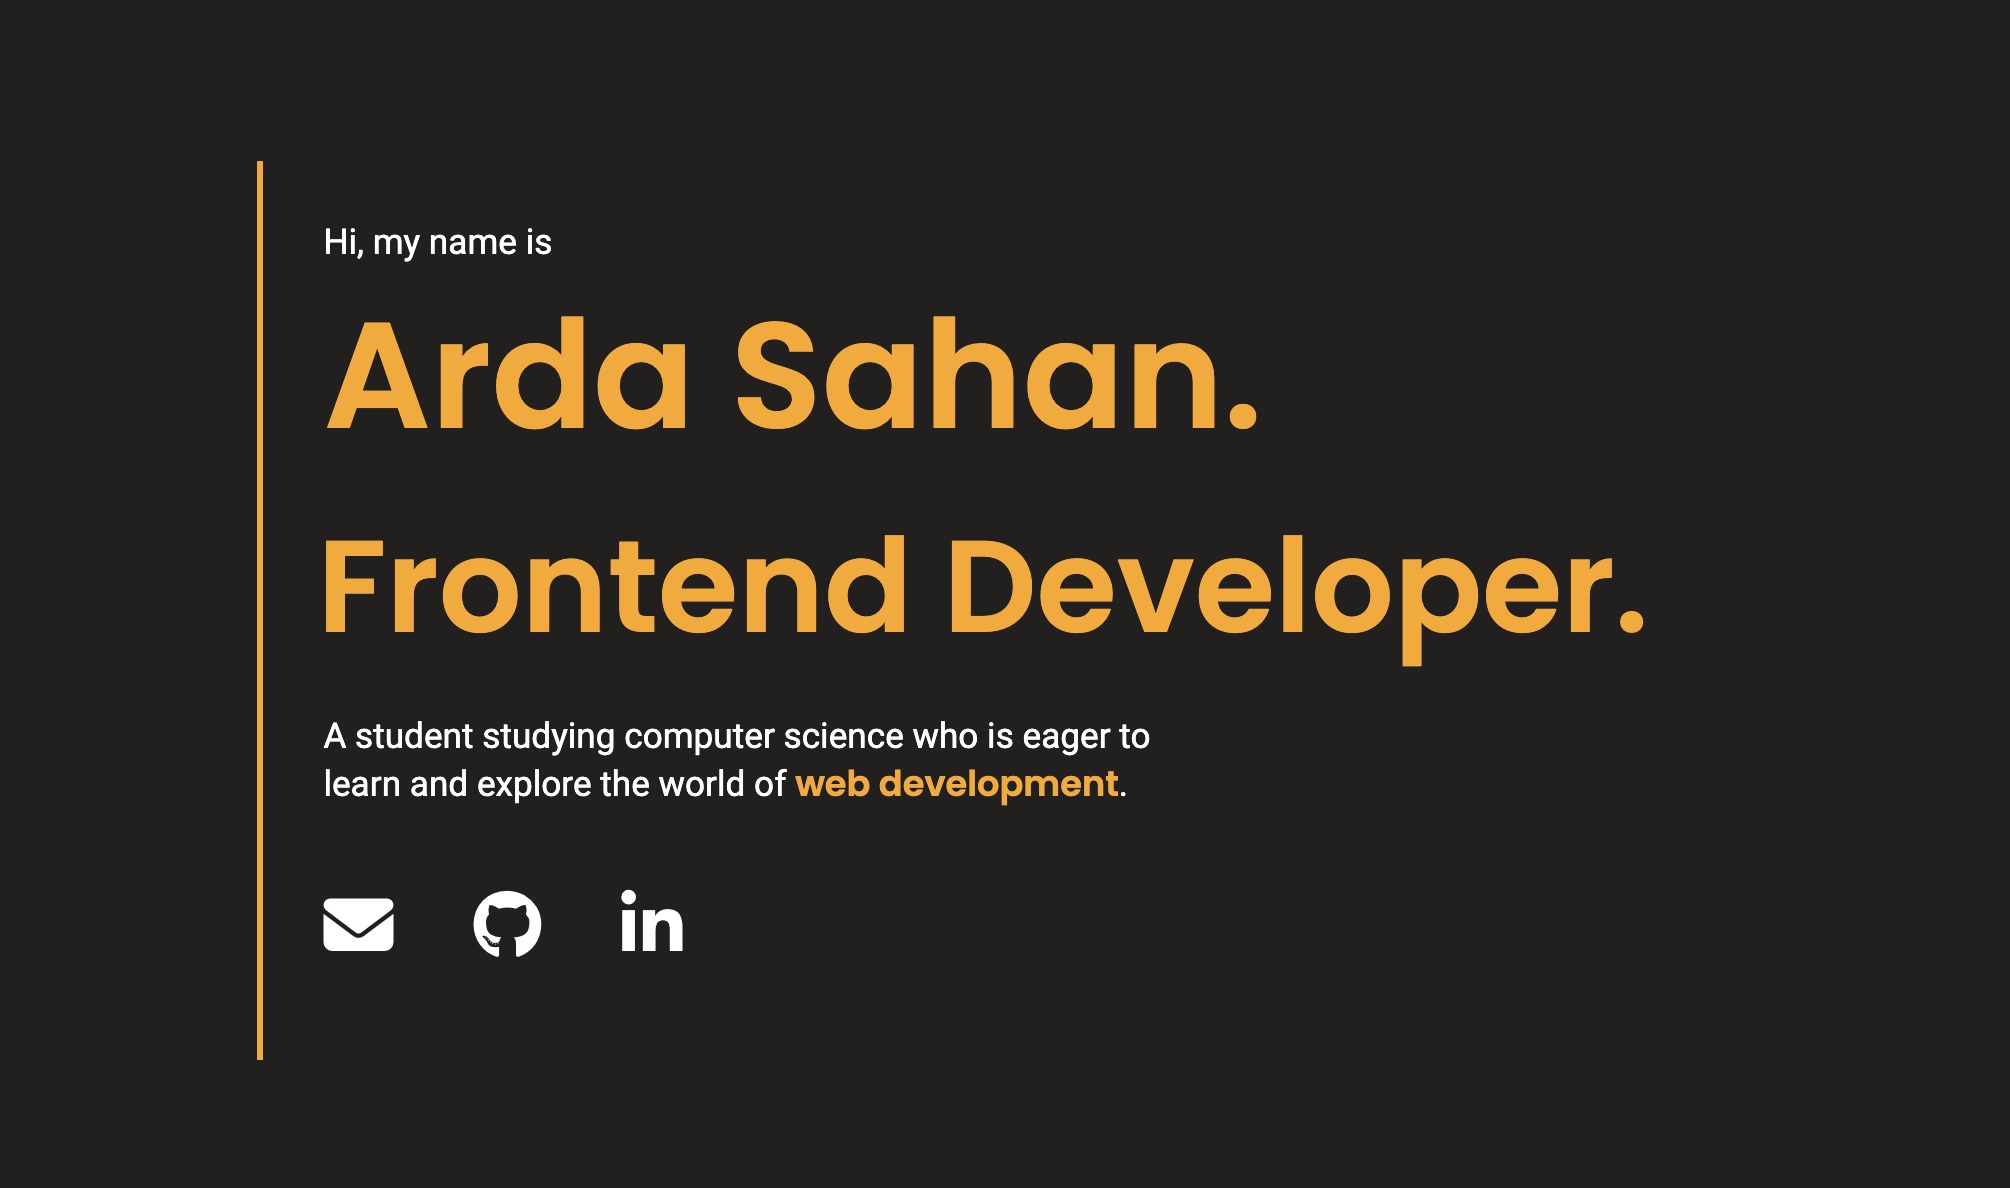 Hi, my name is
Arda Sahan.
Frontend Developer.
A student studying computer science who is eager to
learn and explore the world of web development.
in